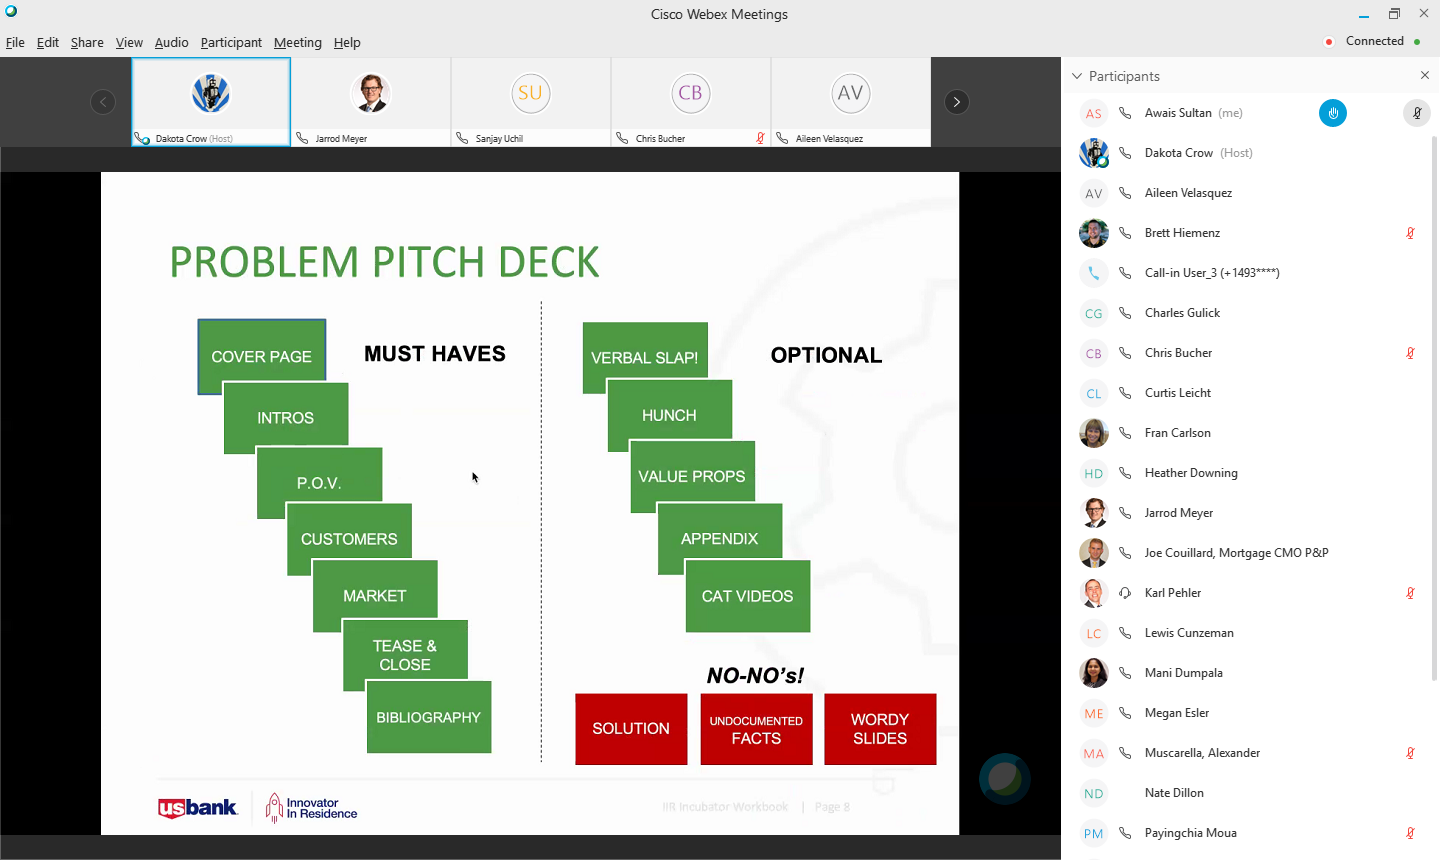 Cisco Webex Meetings
File Edit Share View Audio Participant Meeting Help
Connected
Dakota Crow (Host)
Jarrod Meyer
SU
Sanjay Uchil
CB
Chris Bucher
AV
Aileen Velasquez
PROBLEM PITCH DECK
MUST HAVES
COVER PAGE
INTROS
P.O.V.
CUSTOMERS
MARKET
TEASE &
CLOSE
BIBLIOGRAPHY
OPTIONAL
VERBAL SLAP!
HUNCH
VALUE PROPS
APPENDIX
CAT VIDEOS
NO-NO's!
SOLUTION
UNDOCUMENTED
FACTS
WORDY
SLIDES
usbank
Innovator
In Residence
IIR Incubator Workbook | Page 8
Participants
AS Awais Sultan (me)
Dakota Crow (Host)
AV Aileen Velasquez
Brett Hiemenz
Call-in User_3 (+1493****)
CG Charles Gulick
CB Chris Bucher
CL Curtis Leicht
Fran Carlson
HD Heather Downing
Jarrod Meyer
Joe Couillard, Mortgage CMO P&P
Karl Pehler
LC Lewis Cunzeman
Mani Dumpala
ME Megan Esler
MA Muscarella, Alexander
ND Nate Dillon
PM Payingchia Moua